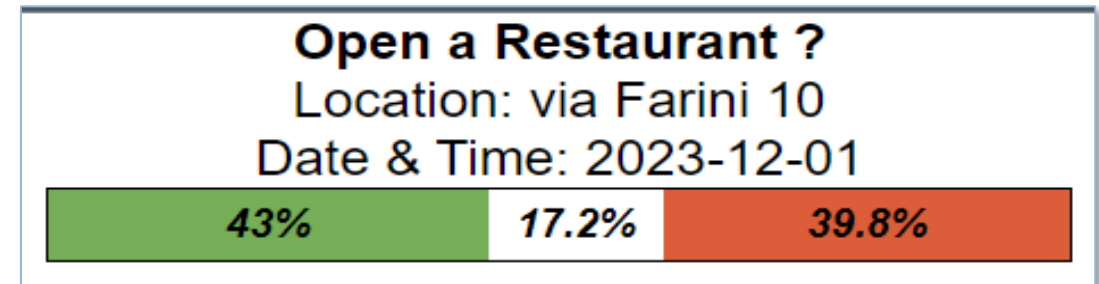 Open a Restaurant ?
Location: via Farini 10
Date & Time: 2023-12-01
43% 17.2% 39.8%